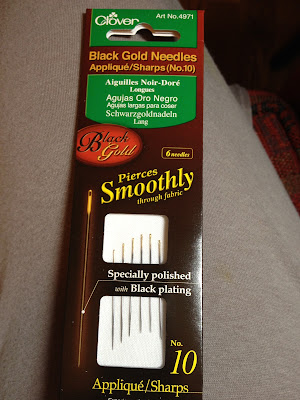 Clover
Art No.4971
Black Gold Needles
Appliqué/Sharps (No.10)
Aiguilles Noir-Doré
Longues
Agujas Oro Negro
Agujas largas para coser
Schwarzgoldnadeln
Lang
Black
Gold
6 needles
Pierces
Smoothly
through fabric
Specially polished
with Black plating
No.
10
Appliqué/Sharps